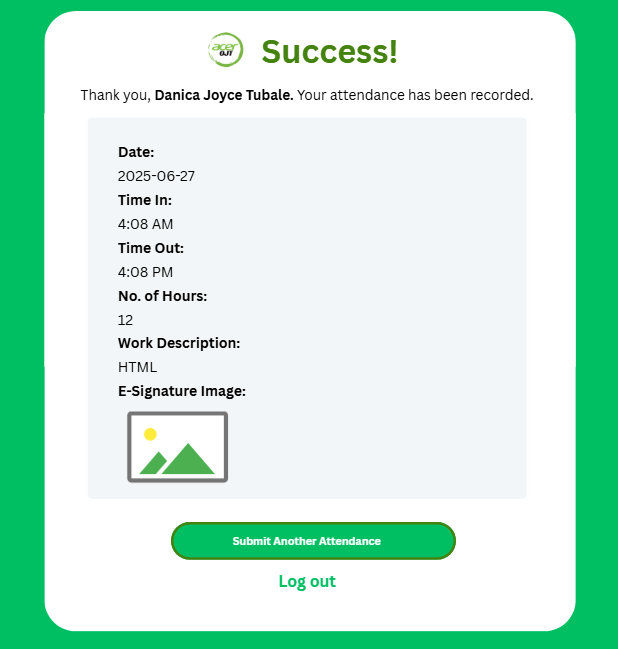 acer
OJT
Success!
Thank you, Danica Joyce Tubale. Your attendance has been recorded.
Date:
2025-06-27
Time In:
4:08 AM
Time Out:
4:08 PM
No. of Hours:
12
Work Description:
HTML
E-Signature Image:
Submit Another Attendance
Log out